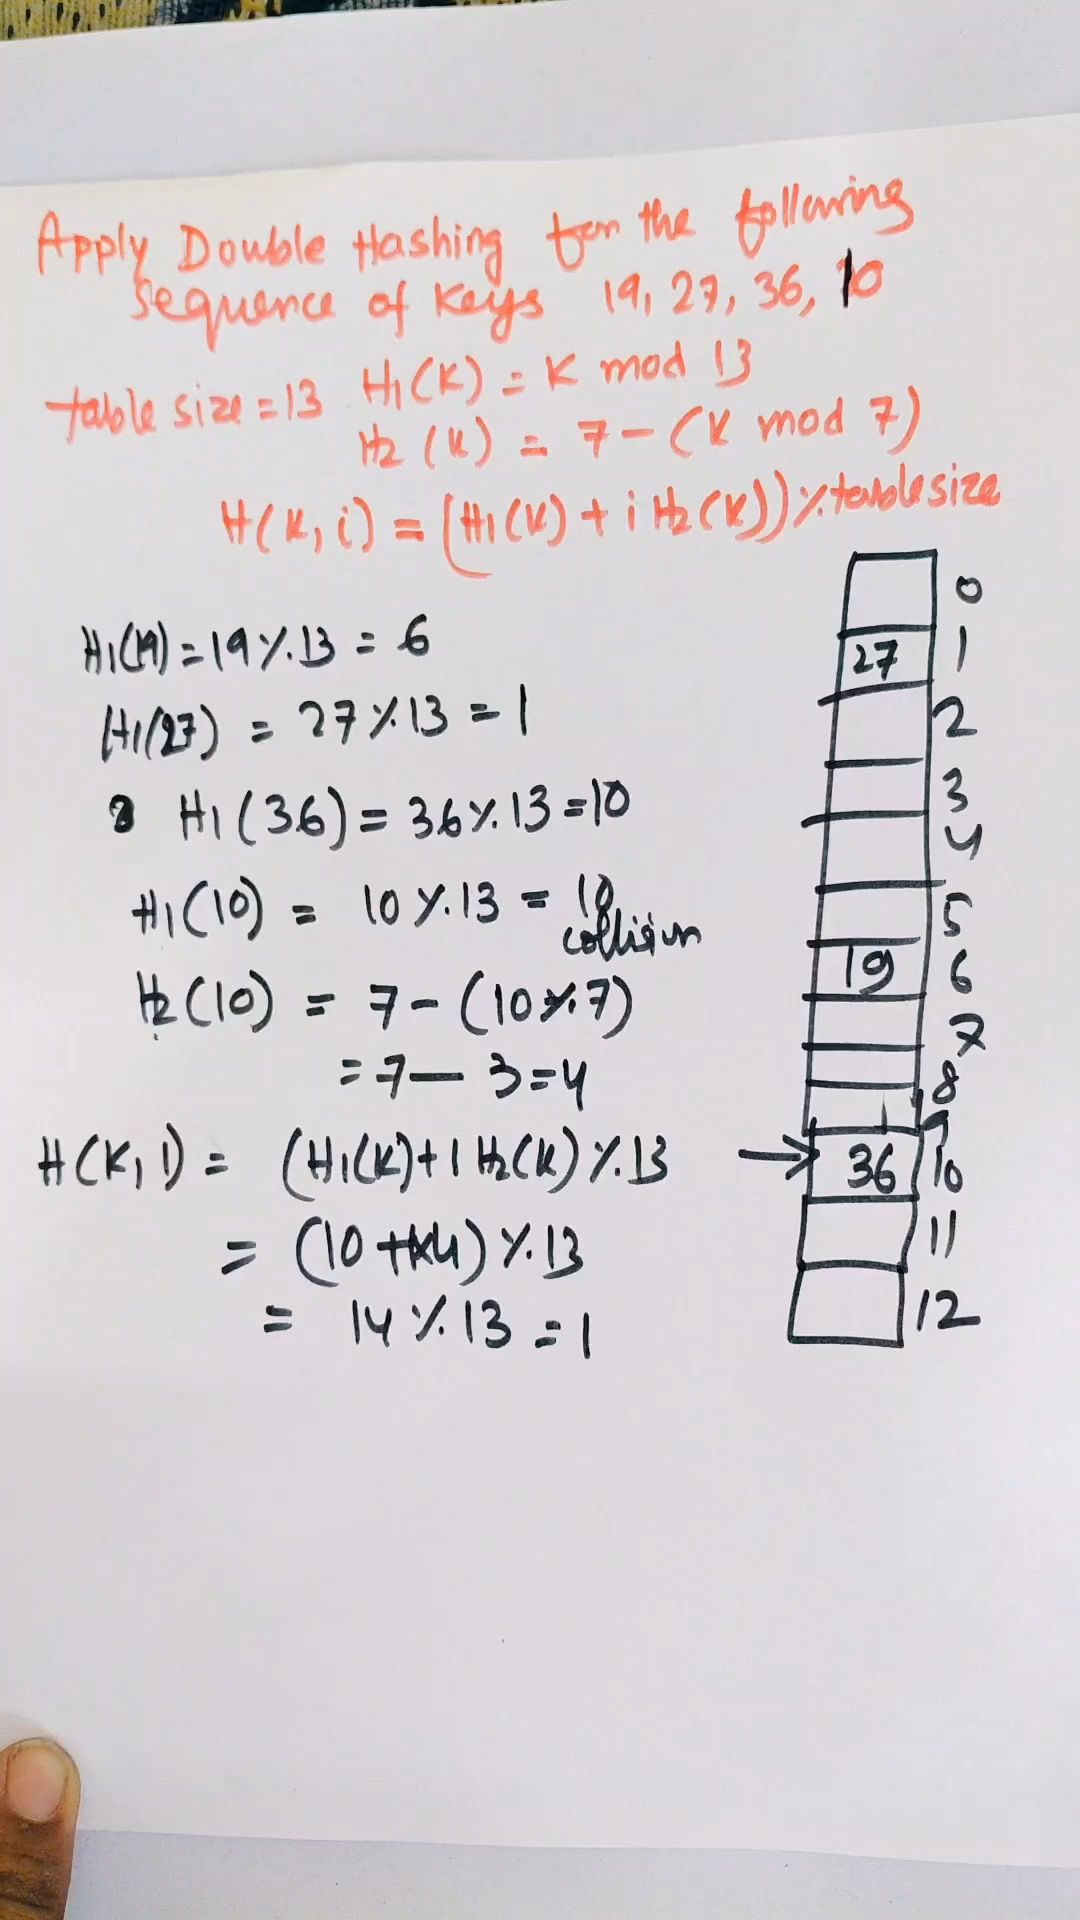 Apply Double Hashing for the following
Sequence of Keys 19, 27, 36, 10
table size = 13 H1(K) = K mod 13
H2(K) = 7 - (K mod 7)
H(K, i) = (H1(K) + i H2(K)) % table size
H1(19) = 19 % 13 = 6
H1(27) = 27 % 13 = 1
H1(36) = 36 % 13 = 10
H1(10) = 10 % 13 = 10
collision
H2(10) = 7 - (10 % 7)
= 7 - 3 = 4
H(K, 1) = (H1(K) + 1 H2(K) % 13
= (10 + 1x4) % 13
= 14 % 13 = 1
0
27 1
2
3
4
5
19 6
7
8
9
36 10
11
12